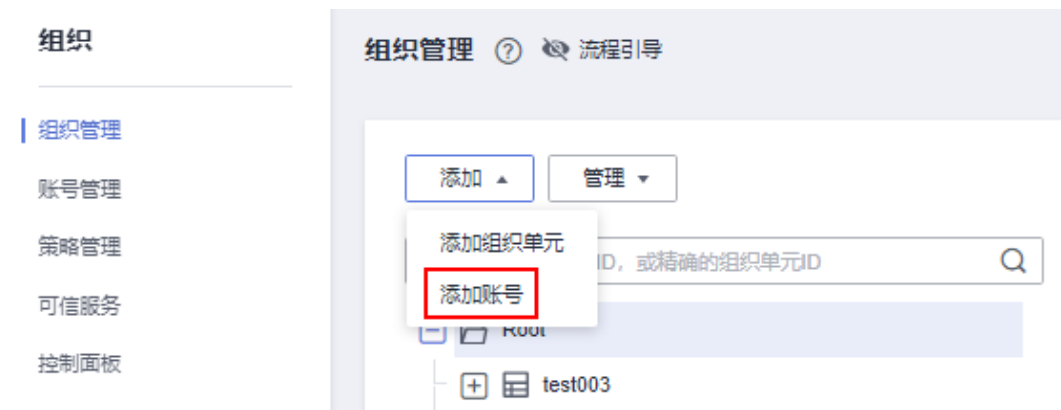 组织
组织管理
账号管理
策略管理
可信服务
控制面板
组织管理 ? 流程引导
添加 管理
添加组织单元
ID，或精确的组织单元ID
添加账号
Root
test003